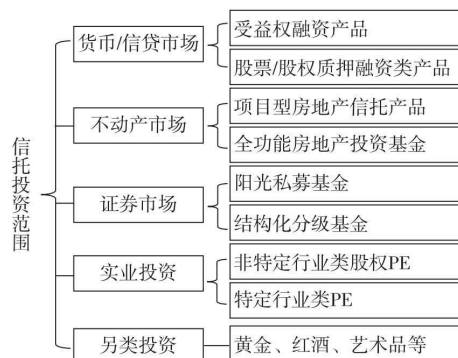 信托投资范围
货币/信贷市场
受益权融资产品
股票/股权质押融资类产品
不动产市场
项目型房地产信托产品
全功能房地产投资基金
证券市场
阳光私募基金
结构化分级基金
实业投资
非特定行业类股权PE
特定行业类PE
另类投资
黄金、红酒、艺术品等